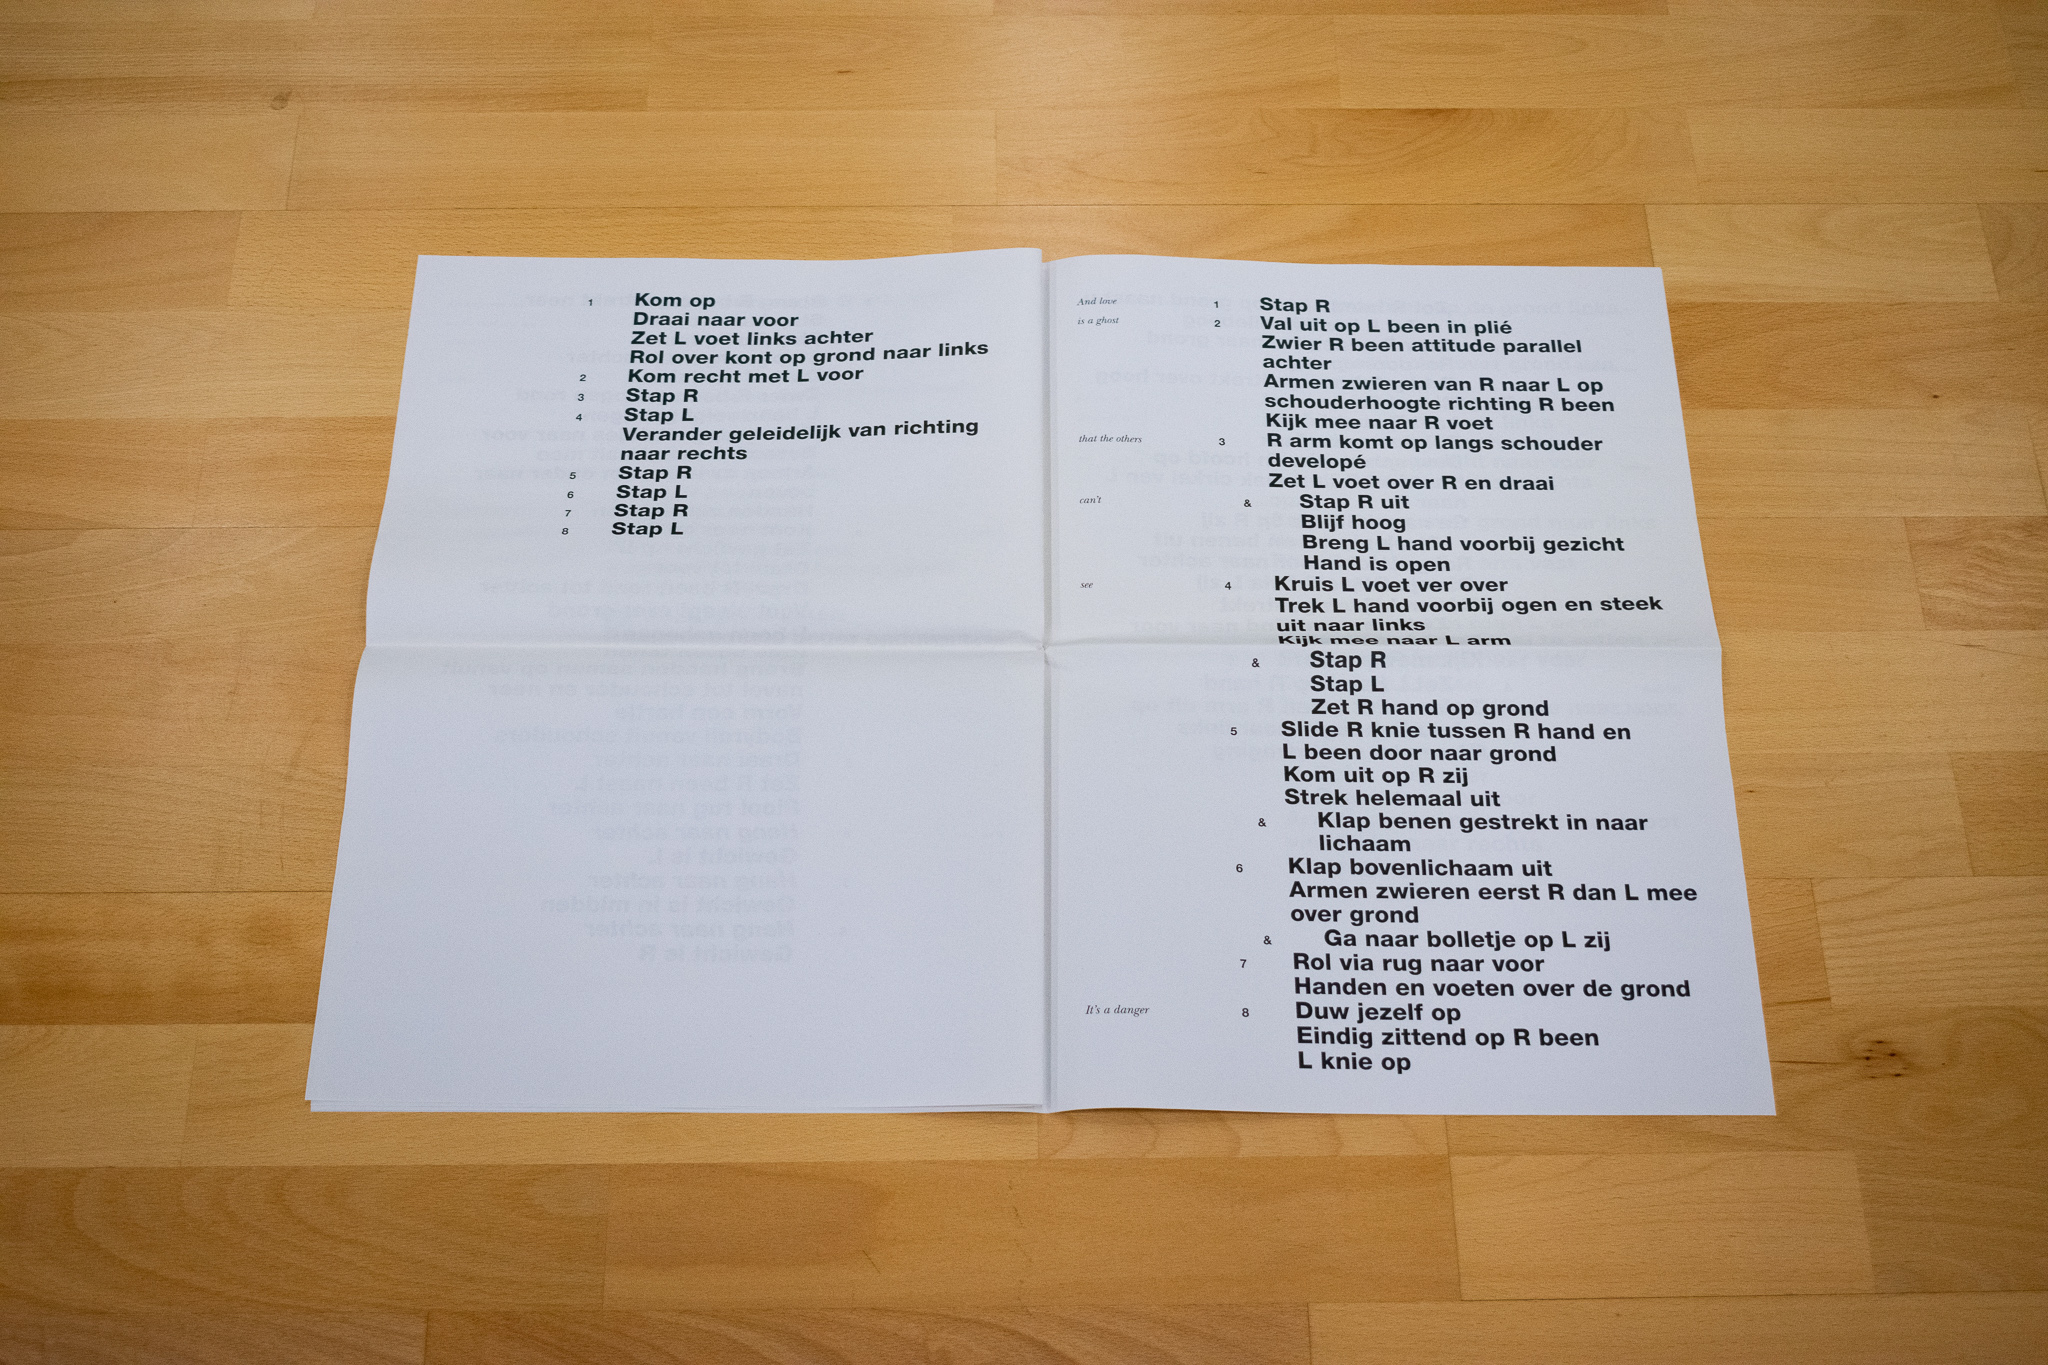 1 Kom op
Draai naar voor
Zet L voet links achter
Rol over kont op grond naar links
2 Kom recht met L voor
3 Stap R
4 Stap L
Verander geleidelijk van richting
naar rechts
5 Stap R
6 Stap L
7 Stap R
8 Stap L
And love 1 Stap R
is a ghost 2 Val uit op L been in plié
Zwier R been attitude parallel
achter
Armen zwieren van R naar L op
schouderhoogte richting R been
Kijk mee naar R voet
that the others 3 R arm komt op langs schouder
developé
Zet L voet over R en draai
can't & Stap R uit
Blijf hoog
Breng L hand voorbij gezicht
Hand is open
see 4 Kruis L voet ver over
Trek L hand voorbij ogen en steek
uit naar links
Kijk mee naar L arm
& Stap R
Stap L
Zet R hand op grond
5 Slide R knie tussen R hand en
L been door naar grond
Kom uit op R zij
Strek helemaal uit
& Klap benen gestrekt in naar
lichaam
6 Klap bovenlichaam uit
Armen zwieren eerst R dan L mee
over grond
& Ga naar bolletje op L zij
7 Rol via rug naar voor
Handen en voeten over de grond
It's a danger 8 Duw jezelf op
Eindig zittend op R been
L knie op